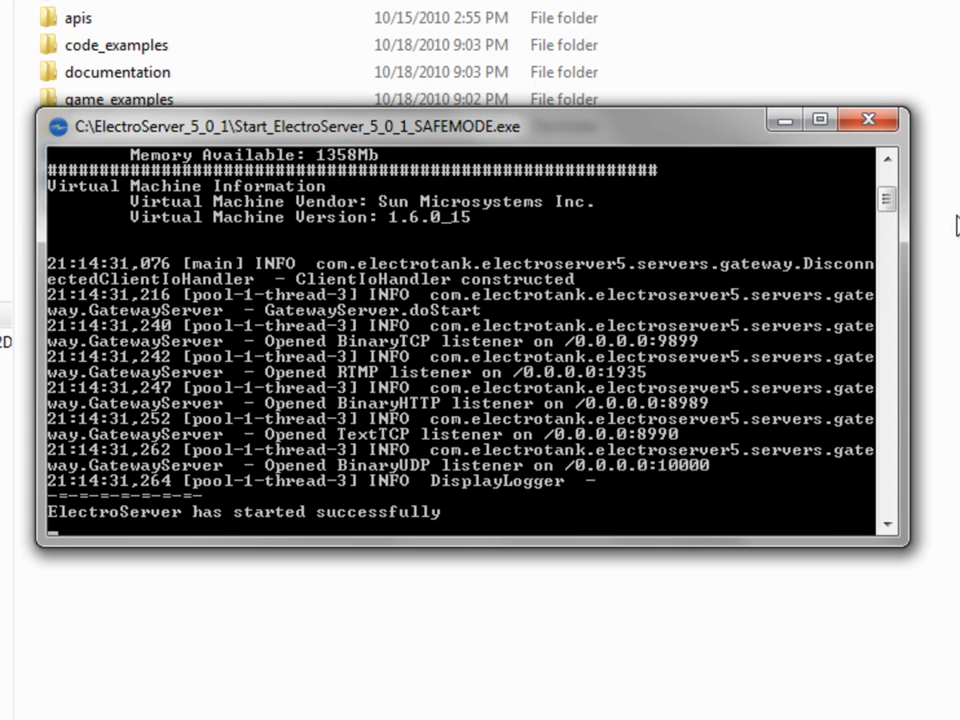 apis 10/15/2010 2:55 PM File folder
code_examples 10/18/2010 9:03 PM File folder
documentation 10/18/2010 9:03 PM File folder
game_examples 10/18/2010 9:02 PM File folder
C:\ElectroServer_5_0_1\Start_ElectroServer_5_0_1_SAFEMODE.exe
Memory Available: 1358Mb
###########################################################
Virtual Machine Information
Virtual Machine Vendor: Sun Microsystems Inc.
Virtual Machine Version: 1.6.0_15
21:14:31,076 [main] INFO  com.electrotank.electroserver5.servers.gateway.Disconn
ectedClientIoHandler  - ClientIoHandler constructed
21:14:31,216 [pool-1-thread-3] INFO  com.electrotank.electroserver5.servers.gate
way.GatewayServer  - GatewayServer.doStart
21:14:31,240 [pool-1-thread-3] INFO  com.electrotank.electroserver5.servers.gate
way.GatewayServer  - Opened BinaryTCP listener on /0.0.0.0:9899
21:14:31,242 [pool-1-thread-3] INFO  com.electrotank.electroserver5.servers.gate
way.GatewayServer  - Opened RTMP listener on /0.0.0.0:1935
21:14:31,247 [pool-1-thread-3] INFO  com.electrotank.electroserver5.servers.gate
way.GatewayServer  - Opened BinaryHTTP listener on /0.0.0.0:8989
21:14:31,252 [pool-1-thread-3] INFO  com.electrotank.electroserver5.servers.gate
way.GatewayServer  - Opened TextTCP listener on /0.0.0.0:8990
21:14:31,262 [pool-1-thread-3] INFO  com.electrotank.electroserver5.servers.gate
way.GatewayServer  - Opened BinaryUDP listener on /0.0.0.0:10000
21:14:31,264 [pool-1-thread-3] INFO  DisplayLogger  -
-=-=-=-=-=-=-=-
ElectroServer has started successfully